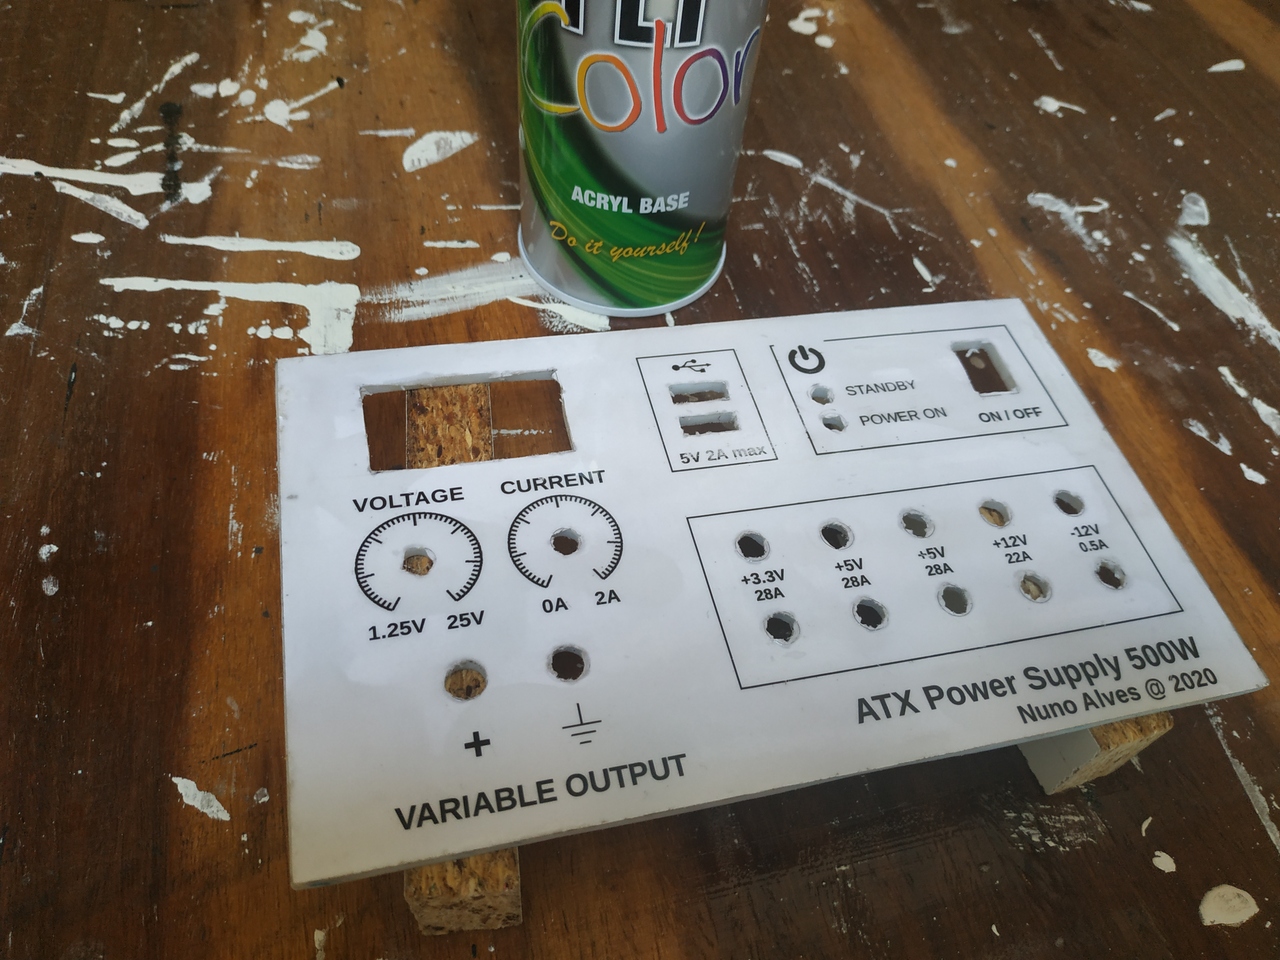 Color
ACRYL BASE
Do it yourself!
STANDBY
POWER ON
ON / OFF
5V 2A max
VOLTAGE
CURRENT
1.25V 25V
0A 2A
+3.3V
28A
+5V
28A
+5V
28A
+12V
22A
-12V
0.5A
+
VARIABLE OUTPUT
ATX Power Supply 500W
Nuno Alves @ 2020